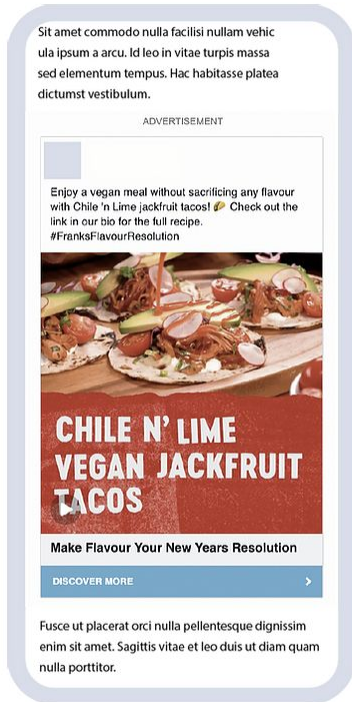 Sit amet commodo nulla facilisi nullam vehic
ula ipsum a arcu. Id leo in vitae turpis massa
sed elementum tempus. Hac habitasse platea
dictumst vestibulum.
ADVERTISEMENT
Enjoy a vegan meal without sacrificing any flavour
with Chile 'n Lime jackfruit tacos! 🌮 Check out the
link in our bio for the full recipe.
#FranksFlavourResolution
CHILE N' LIME
VEGAN JACKFRUIT
TACOS
Make Flavour Your New Years Resolution
DISCOVER MORE
Fusce ut placerat orci nulla pellentesque dignissim
enim sit amet. Sagittis vitae et leo duis ut diam quam
nulla porttitor.